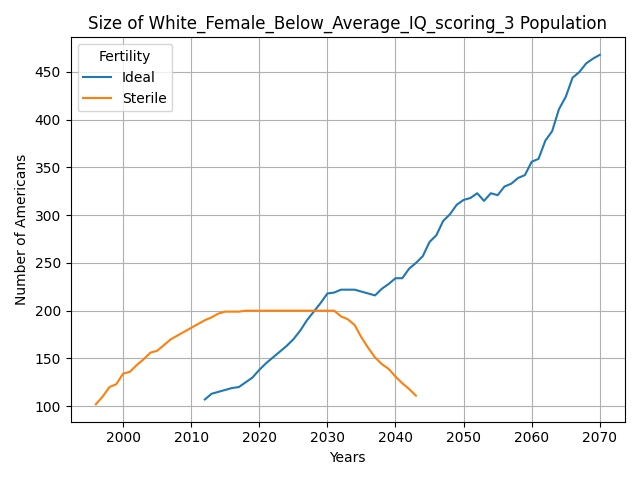 Size of White_Female_Below_Average_IQ_scoring_3 Population
Fertility
Ideal
Sterile
Number of Americans
450
400
350
300
250
200
150
100
2000
2010
2020
2030
2040
2050
2060
2070
Years